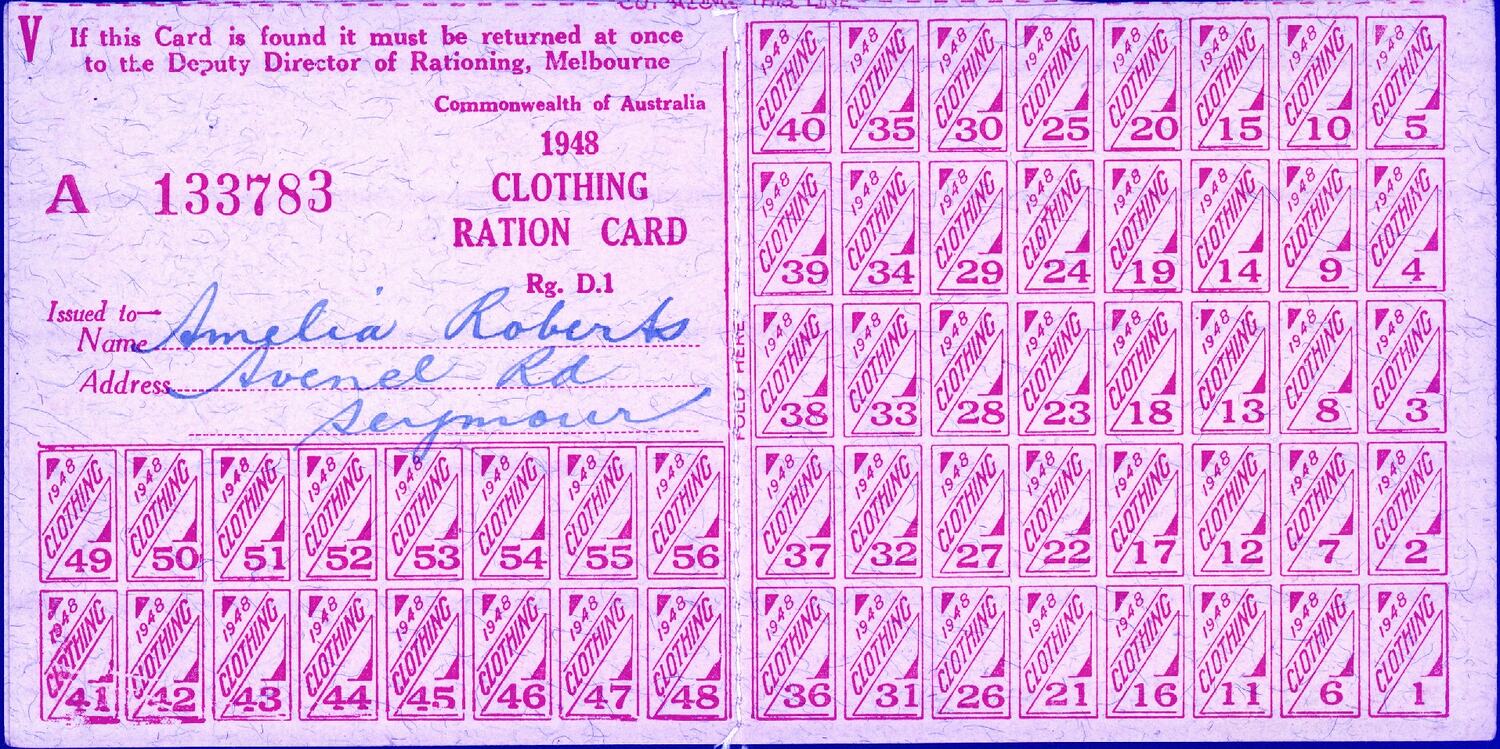 CUT ALONG THIS LINE
V If this Card is found it must be returned at once
to the Deputy Director of Rationing, Melbourne
Commonwealth of Australia
1948
A 133783
CLOTHING
RATION CARD
Rg. D.1
Issued to—
Name Amelia Roberts
Address Avenel Rd
Seymour
1948 CLOTHING 49
1948 CLOTHING 50
1948 CLOTHING 51
1948 CLOTHING 52
1948 CLOTHING 53
1948 CLOTHING 54
1948 CLOTHING 55
1948 CLOTHING 56
1948 CLOTHING 41
1948 CLOTHING 42
1948 CLOTHING 43
1948 CLOTHING 44
1948 CLOTHING 45
1948 CLOTHING 46
1948 CLOTHING 47
1948 CLOTHING 48
FOLD HERE
1948 CLOTHING 40
1948 CLOTHING 35
1948 CLOTHING 30
1948 CLOTHING 25
1948 CLOTHING 20
1948 CLOTHING 15
1948 CLOTHING 10
1948 CLOTHING 5
1948 CLOTHING 39
1948 CLOTHING 34
1948 CLOTHING 29
1948 CLOTHING 24
1948 CLOTHING 19
1948 CLOTHING 14
1948 CLOTHING 9
1948 CLOTHING 4
1948 CLOTHING 38
1948 CLOTHING 33
1948 CLOTHING 28
1948 CLOTHING 23
1948 CLOTHING 18
1948 CLOTHING 13
1948 CLOTHING 8
1948 CLOTHING 3
1948 CLOTHING 37
1948 CLOTHING 32
1948 CLOTHING 27
1948 CLOTHING 22
1948 CLOTHING 17
1948 CLOTHING 12
1948 CLOTHING 7
1948 CLOTHING 2
1948 CLOTHING 36
1948 CLOTHING 31
1948 CLOTHING 26
1948 CLOTHING 21
1948 CLOTHING 16
1948 CLOTHING 11
1948 CLOTHING 6
1948 CLOTHING 1